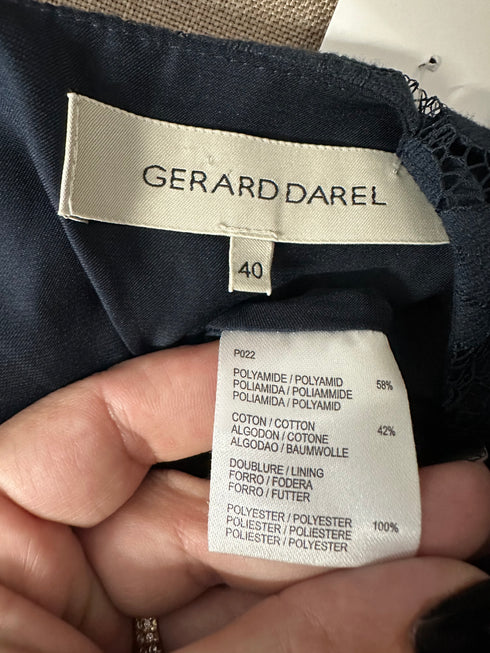 GERARD DAREL
40
P022
POLYAMIDE / POLYAMID 58%
POLIAMIDA / POLIAMMIDE
POLIAMIDA / POLYAMID
COTON / COTTON 42%
ALGODON / COTONE
ALGODAO / BAUMWOLLE
DOUBLURE / LINING
FORRO / FODERA
FORRO / FUTTER
POLYESTER / POLYESTER 100%
POLIESTER / POLIESTERE
POLIESTER / POLYESTER